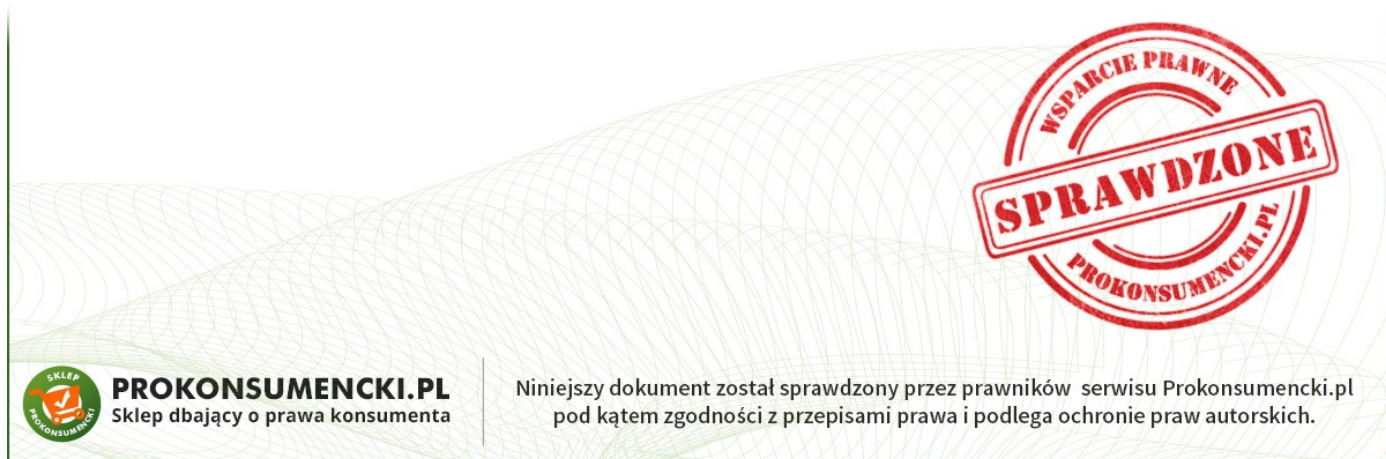 WSPARCIE PRAWNE
SPRAWDZONE
PROKONSUMENCKI.PL
SKLEP
PROKONSUMENCKI
PROKONSUMENCKI.PL
Sklep dbający o prawa konsumenta
Niniejszy dokument został sprawdzony przez prawników serwisu Prokonsumencki.pl
pod kątem zgodności z przepisami prawa i podlega ochronie praw autorskich.